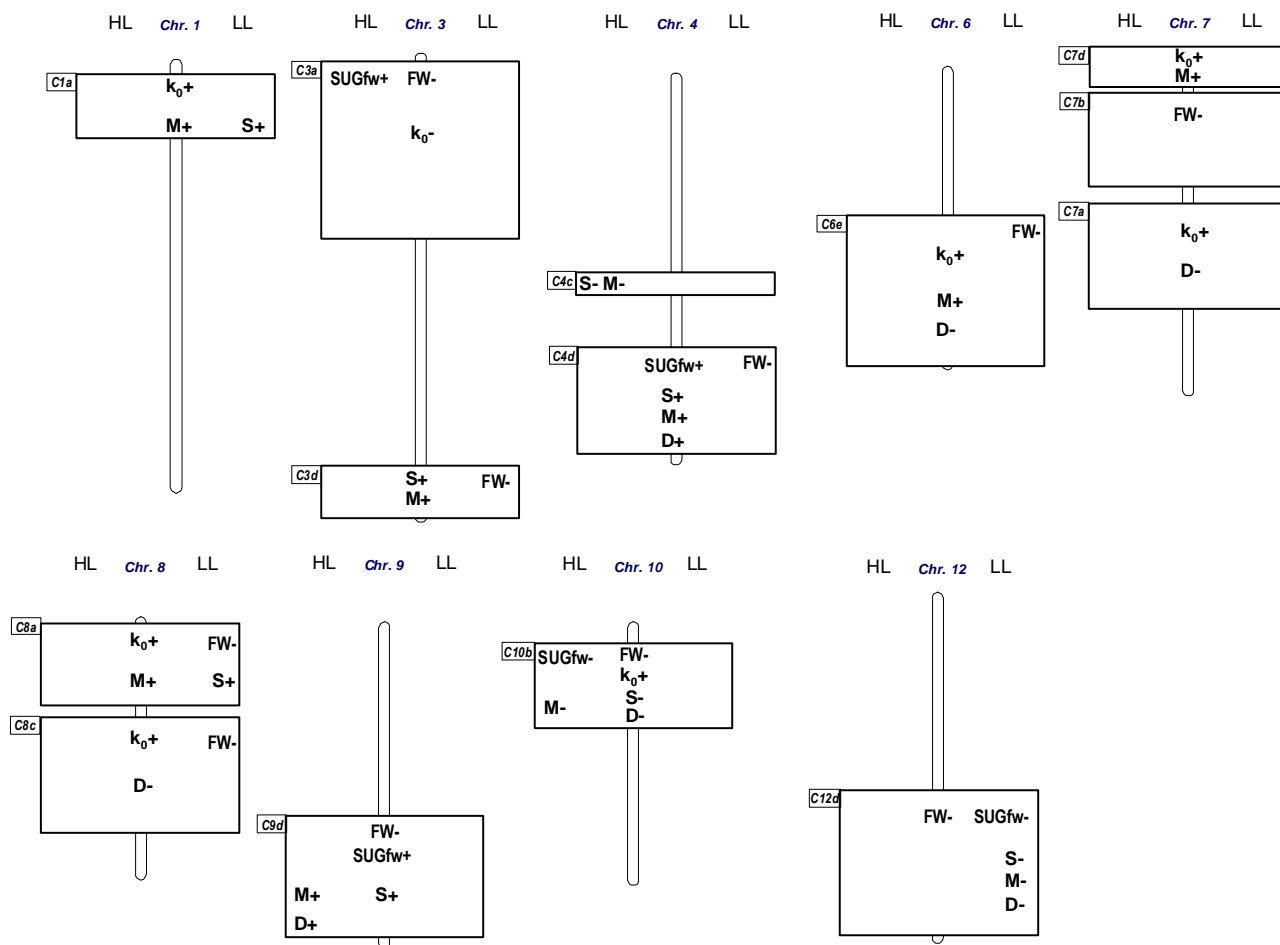 HL Chr. 1 LL
C1a
k₀+
M+ S+
HL Chr. 3 LL
C3a
SUGfw+ FW-
k₀-
C3d
S+ FW-
M+
HL Chr. 4 LL
C4c
S- M-
C4d
SUGfw+ FW-
S+
M+
D+
HL Chr. 6 LL
C6e
FW-
k₀+
M+
D-
HL Chr. 7 LL
C7d
k₀+
M+
C7b
FW-
C7a
k₀+
D-
HL Chr. 8 LL
C8a
k₀+ FW-
M+ S+
C8c
k₀+ FW-
D-
HL Chr. 9 LL
C9d
FW-
SUGfw+
M+ S+
D+
HL Chr. 10 LL
C10b
SUGfw- FW-
k₀+
S-
M- D-
HL Chr. 12 LL
C12d
FW- SUGfw-
S-
M-
D-